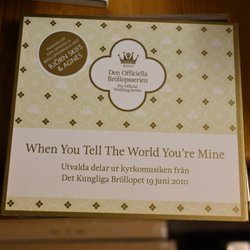 BJÖRN SKIFS
& AGNES
2010
Den Officiella
Bröllopsserien
The Official
Wedding Series
When You Tell The World You're Mine
Utvalda delar ur kyrkomusiken från
Det Kungliga Bröllopet 19 juni 2010